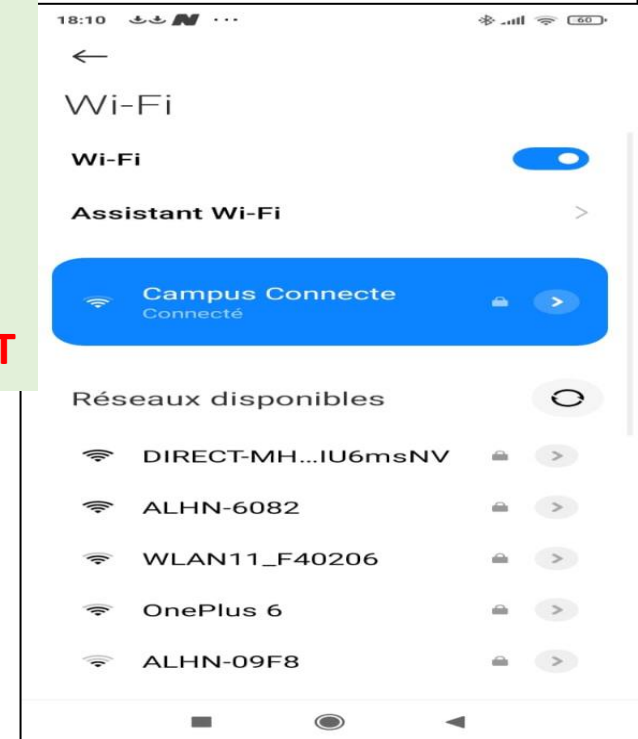 18:10 ...
60
Wi-Fi
Wi-Fi
Assistant Wi-Fi
Campus Connecte
Connecté
T
Réseaux disponibles
DIRECT-MH...IU6msNV
ALHN-6082
WLAN11_F40206
OnePlus 6
ALHN-09F8